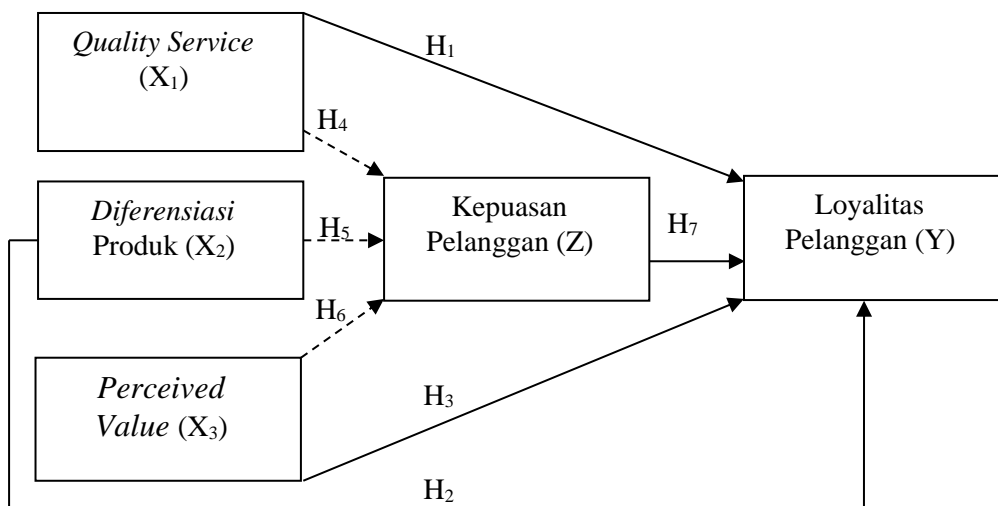 Quality Service
(X₁)
H₁
H₄
Diferensiasi
Produk (X₂)
H₅
Kepuasan
Pelanggan (Z)
H₇
Loyalitas
Pelanggan (Y)
H₆
Perceived
Value (X₃)
H₃
H₂